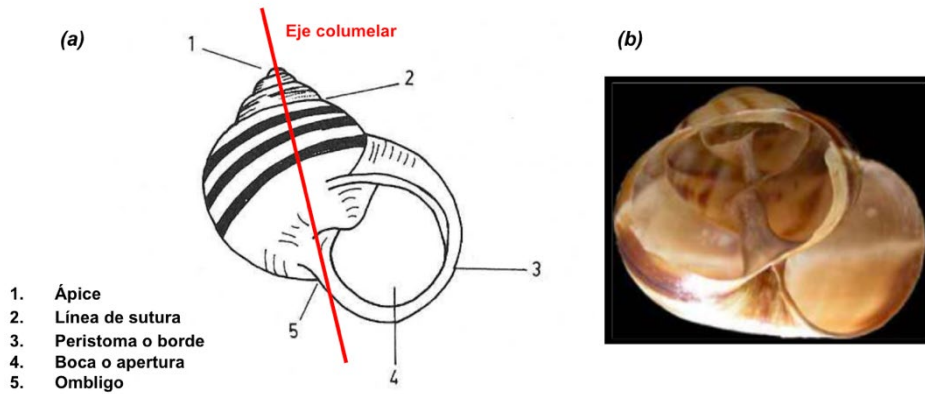 (a)
Eje columelar
(b)
1
2
3
4
5
1. Ápice
2. Línea de sutura
3. Peristoma o borde
4. Boca o apertura
5. Ombligo